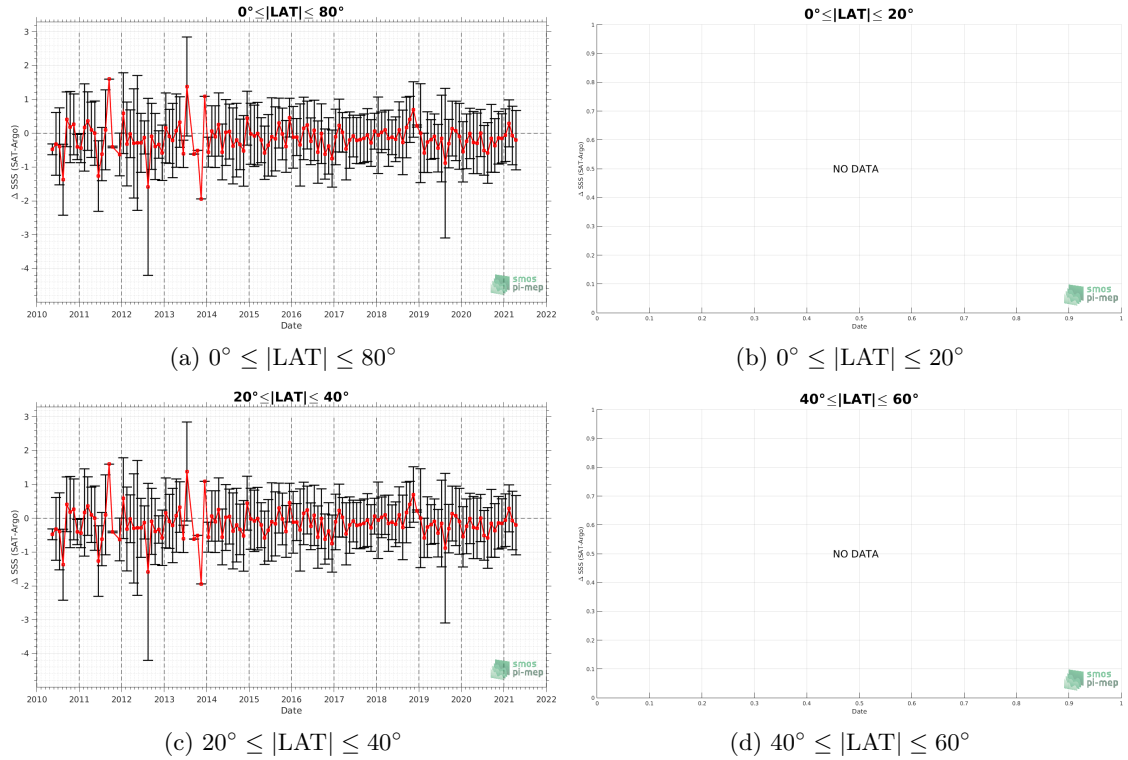 0°≤|LAT|≤ 80°
3
2
1
0
-1
-2
-3
-4
Δ SSS (SAT-Argo)
smos
pi-mep
2010 2011 2012 2013 2014 2015 2016 2017 2018 2019 2020 2021 2022
Date
(a) 0° ≤ |LAT| ≤ 80°
0°≤|LAT|≤ 20°
1
0.9
0.8
0.7
0.6
0.5
0.4
0.3
0.2
0.1
0
Δ SSS (SAT-Argo)
NO DATA
smos
pi-mep
0 0.1 0.2 0.3 0.4 0.5 0.6 0.7 0.8 0.9 1
Date
(b) 0° ≤ |LAT| ≤ 20°
20°≤|LAT|≤ 40°
3
2
1
0
-1
-2
-3
-4
Δ SSS (SAT-Argo)
smos
pi-mep
2010 2011 2012 2013 2014 2015 2016 2017 2018 2019 2020 2021 2022
Date
(c) 20° ≤ |LAT| ≤ 40°
40°≤|LAT|≤ 60°
1
0.9
0.8
0.7
0.6
0.5
0.4
0.3
0.2
0.1
0
Δ SSS (SAT-Argo)
NO DATA
smos
pi-mep
0 0.1 0.2 0.3 0.4 0.5 0.6 0.7 0.8 0.9 1
Date
(d) 40° ≤ |LAT| ≤ 60°